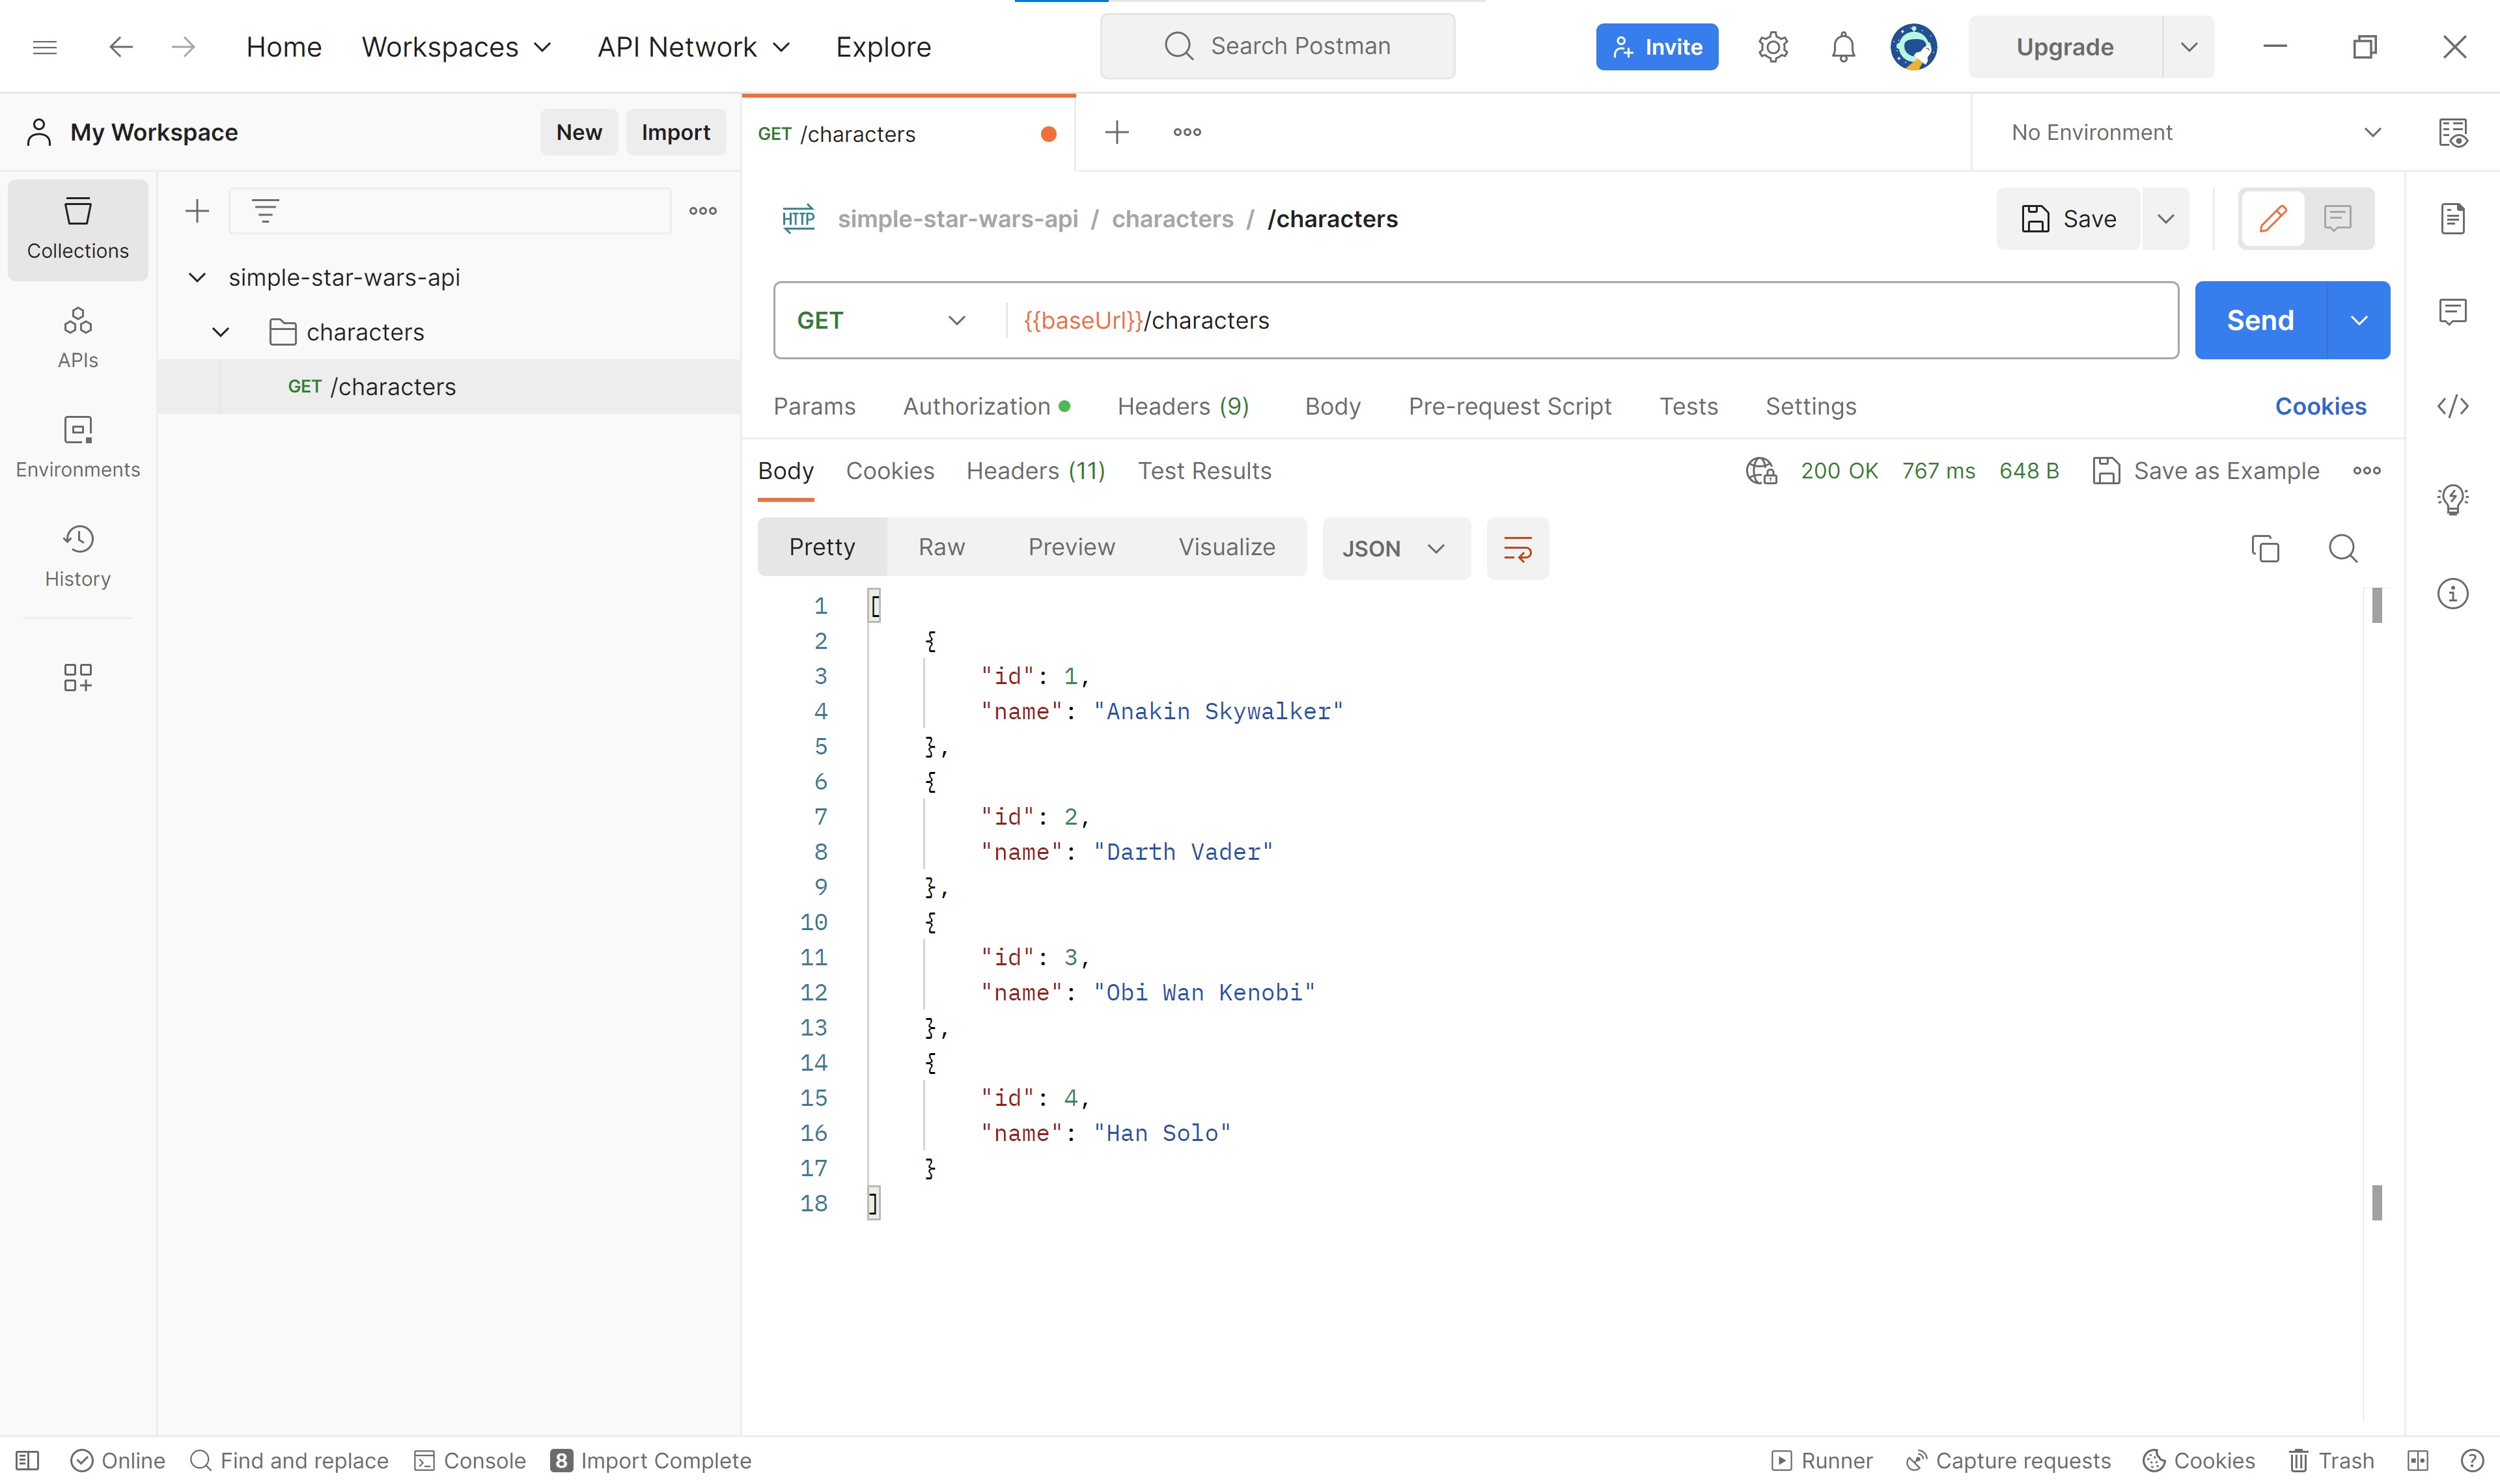 Home Workspaces API Network Explore Search Postman Invite Upgrade
My Workspace New Import GET /characters No Environment
Collections
APIs
Environments
History
simple-star-wars-api
characters
GET /characters
HTTP simple-star-wars-api / characters / /characters Save
GET {{baseUrl}}/characters Send
Params Authorization Headers (9) Body Pre-request Script Tests Settings Cookies
Body Cookies Headers (11) Test Results 200 OK 767 ms 648 B Save as Example
Pretty Raw Preview Visualize JSON
1 [
2 {
3 "id": 1,
4 "name": "Anakin Skywalker"
5 },
6 {
7 "id": 2,
8 "name": "Darth Vader"
9 },
10 {
11 "id": 3,
12 "name": "Obi Wan Kenobi"
13 },
14 {
15 "id": 4,
16 "name": "Han Solo"
17 }
18 ]
Online Find and replace Console 8 Import Complete Runner Capture requests Cookies Trash